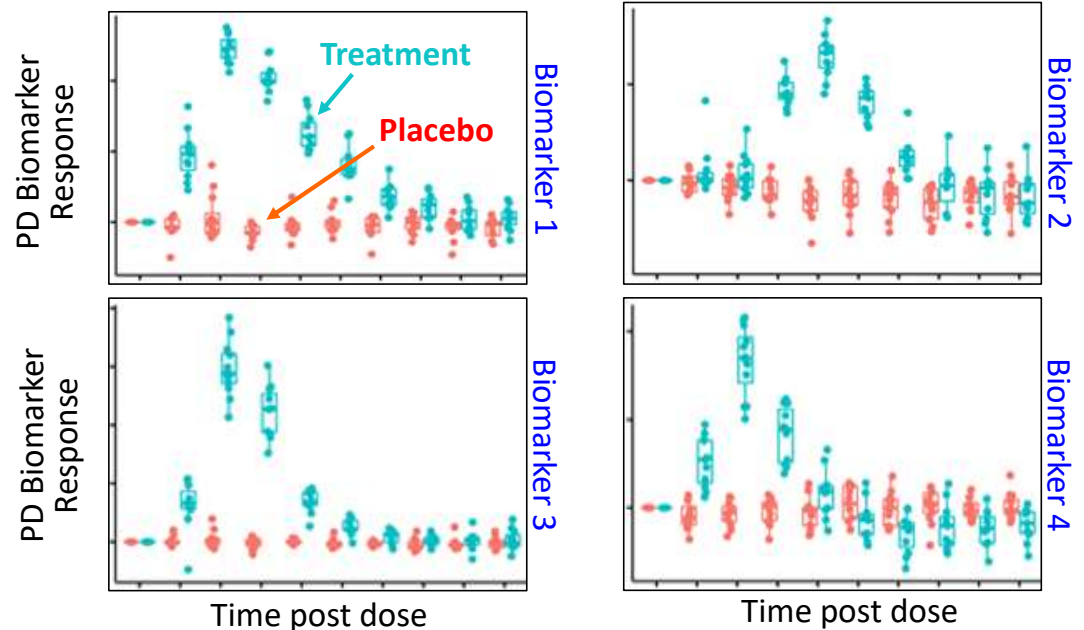 PD Biomarker
Response
Treatment
Placebo
Biomarker 1
Biomarker 2
PD Biomarker
Response
Biomarker 3
Biomarker 4
Time post dose
Time post dose